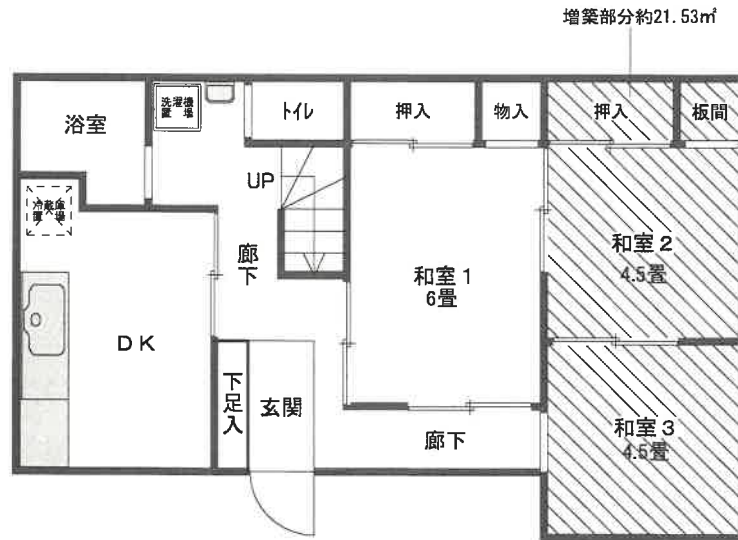 増築部分約21.53㎡
浴室
洗濯機
置場
トイレ
押入
物入
押入
板間
冷蔵庫
置場
UP
廊下
和室1
6畳
和室2
4.5畳
DK
下足入
玄関
廊下
和室3
4.5畳